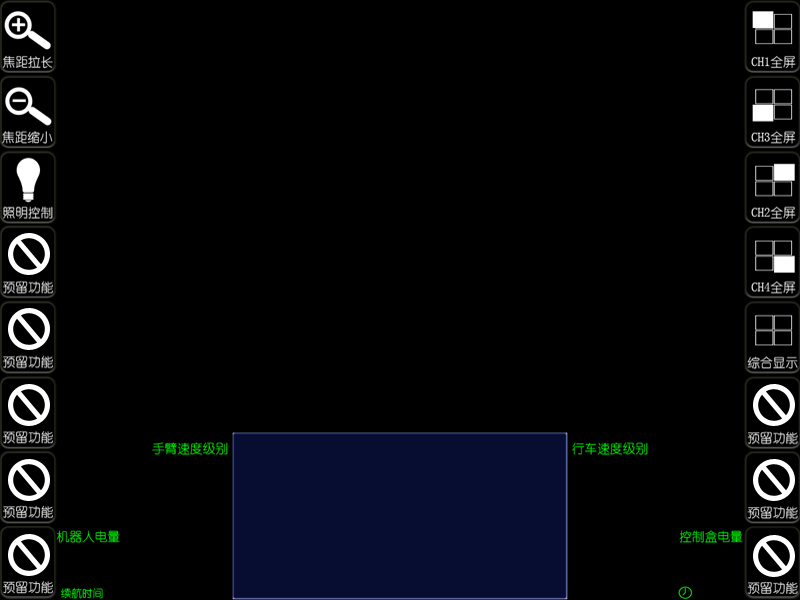 焦距拉长
焦距缩小
照明控制
预留功能
预留功能
预留功能
预留功能
预留功能
CH1全屏
CH3全屏
CH2全屏
CH4全屏
综合显示
预留功能
预留功能
预留功能
手臂速度级别
行车速度级别
机器人电量
控制盒电量
续航时间